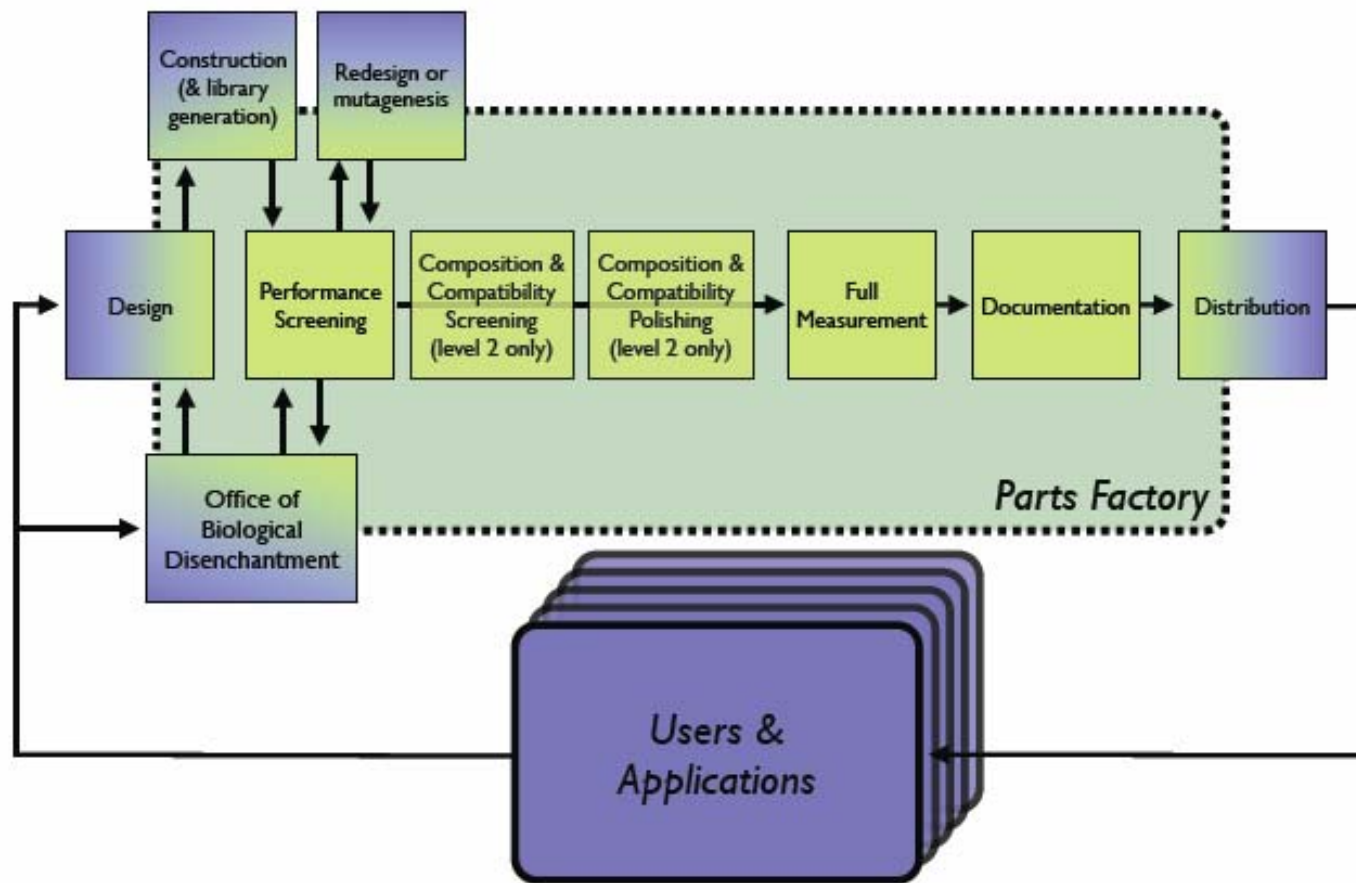 Construction
(& library
generation)
Redesign or
mutagenesis
Design
Performance
Screening
Composition &
Compatibility
Screening
(level 2 only)
Composition &
Compatibility
Polishing
(level 2 only)
Full
Measurement
Documentation
Distribution
Office of
Biological
Disenchantment
Parts Factory
Users &
Applications